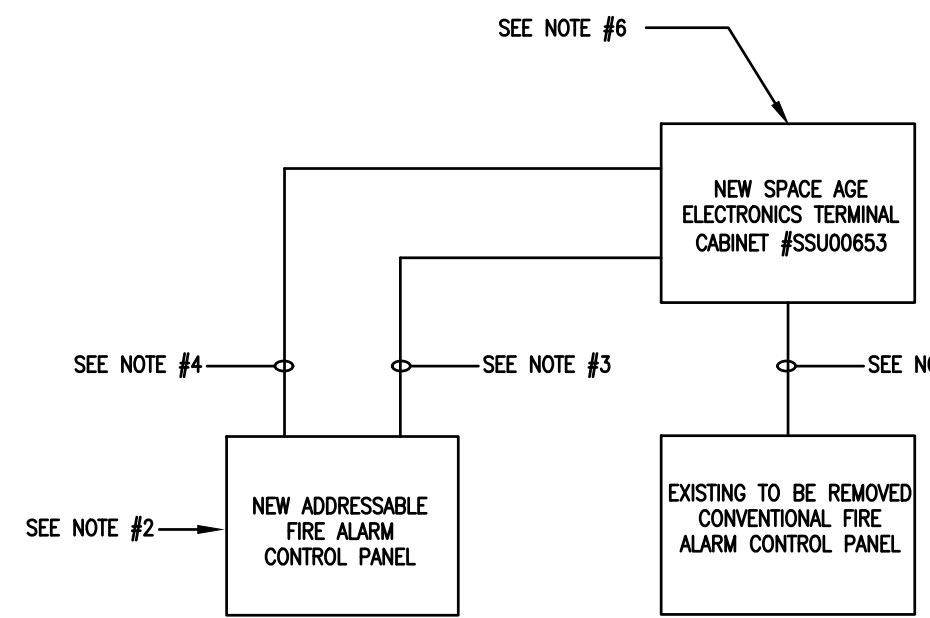 SEE NOTE #6
NEW SPACE AGE
ELECTRONICS TERMINAL
CABINET #SSU00653
SEE NOTE #4
SEE NOTE #3
SEE
NEW ADDRESSABLE
FIRE ALARM
CONTROL PANEL
SEE NOTE #2
EXISTING TO BE REMOVED
CONVENTIONAL FIRE
ALARM CONTROL PANEL